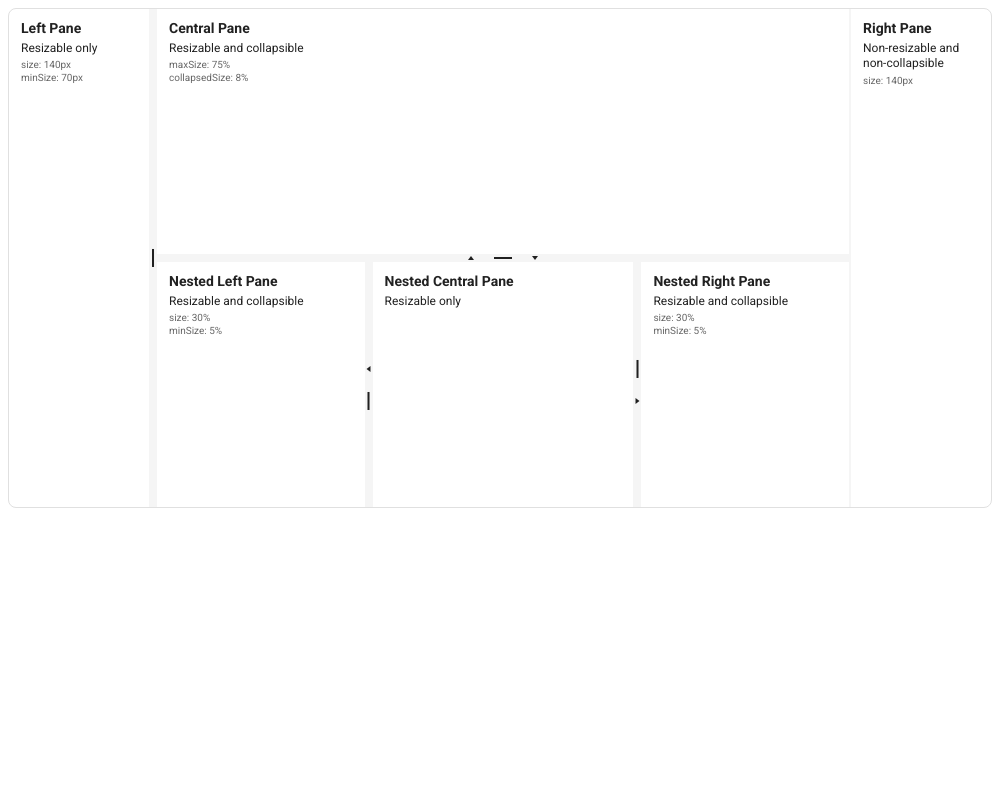 Left Pane
Resizable only
size: 140px
minSize: 70px
Central Pane
Resizable and collapsible
maxSize: 75%
collapsedSize: 8%
Right Pane
Non-resizable and
non-collapsible
size: 140px
Nested Left Pane
Resizable and collapsible
size: 30%
minSize: 5%
Nested Central Pane
Resizable only
Nested Right Pane
Resizable and collapsible
size: 30%
minSize: 5%